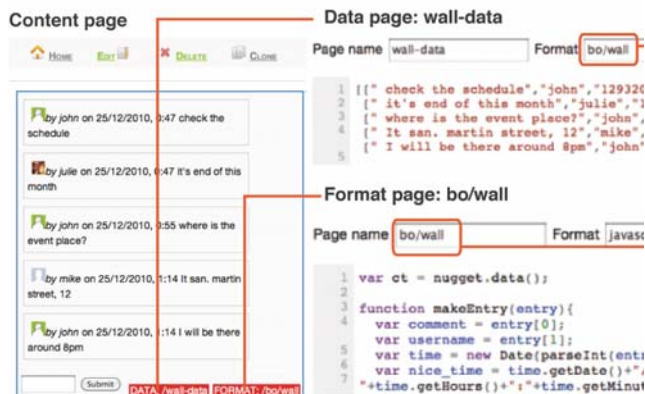 Content page
Home Edit Delete Clone
by john on 25/12/2010, 0:47 check the
schedule
by julie on 25/12/2010, 0:47 it's end of this
month
by john on 25/12/2010, 0:55 where is the
event place?
by mike on 25/12/2010, 1:14 It san. martin
street, 12
by john on 25/12/2010, 1:14 I will be there
around 8pm
Submit DATA: /wall-data FORMAT: /bo/wall
Data page: wall-data
Page name wall-data Format bo/wall
1 [[" check the schedule","john","129320
2 [" it's end of this month","julie","1
3 [" where is the event place?","john",
4 [" It san. martin street, 12","mike",
[" I will be there around 8pm","john"
5
Format page: bo/wall
Page name bo/wall Format javasc
1 var ct = nugget.data();
2
3 function makeEntry(entry){
4 var comment = entry[0];
var username = entry[1];
5 var time = new Date(parseInt(entr
6 var nice_time = time.getDate()+"/
7 "+time.getHours()+":"+time.getMinut